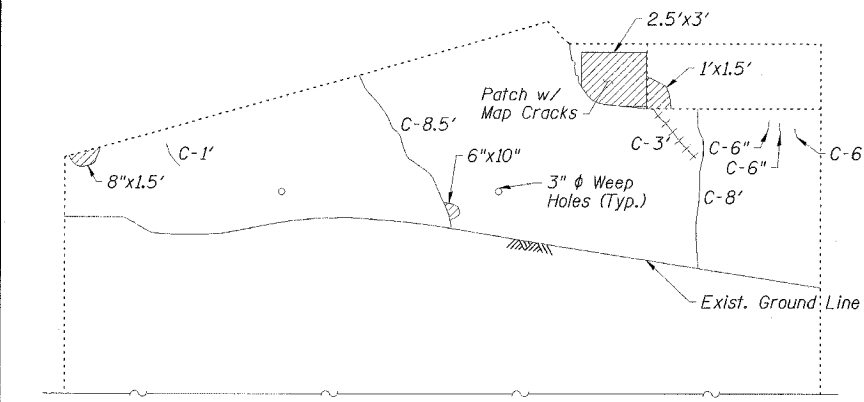 2.5'x3'
1'x1.5'
Patch w/
Map Cracks
C-8.5'
C-1'
8"x1.5'
6"x10"
3" ϕ Weep
Holes (Typ.)
C-3'
C-6"
C-6"
C-6
C-8'
Exist. Ground Line